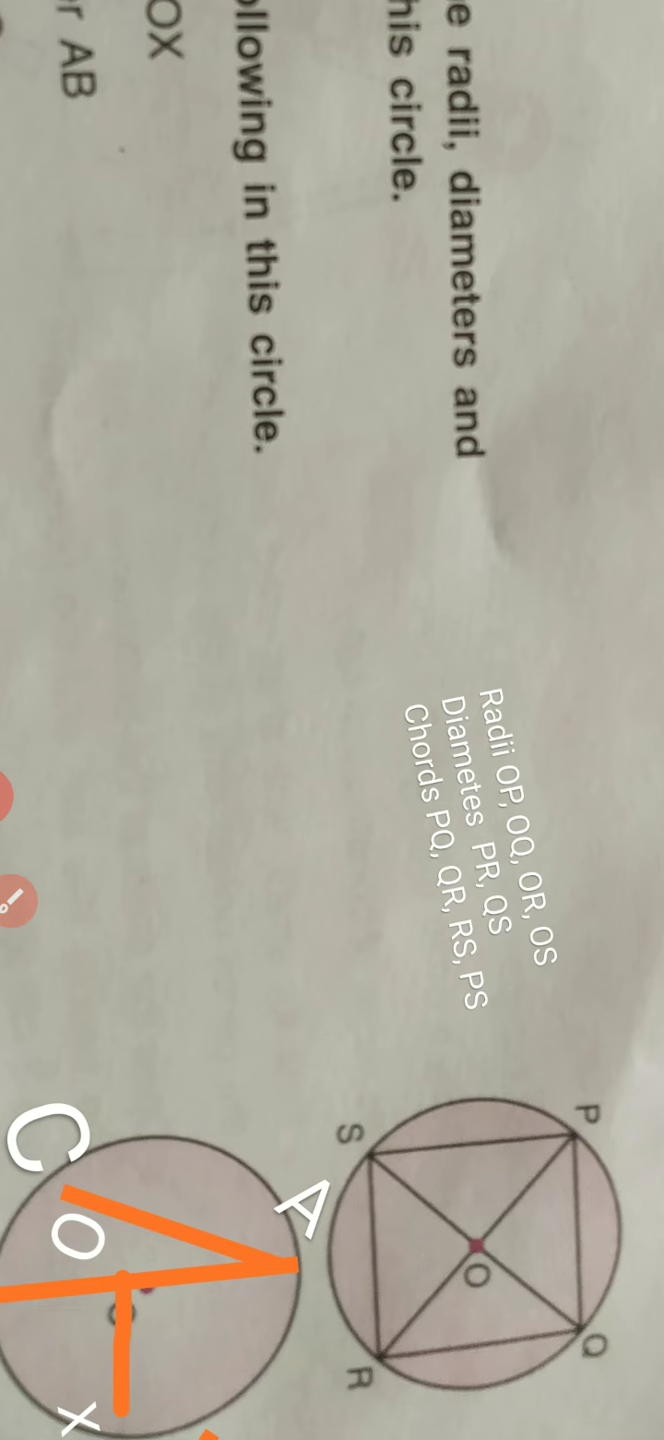 e radii, diameters and
his circle.
Radii OP, OQ, OR, OS
Diametes PR, QS
Chords PQ, QR, RS, PS
P
Q
S
R
O
ollowing in this circle.
OX
r AB
A
C
O
X